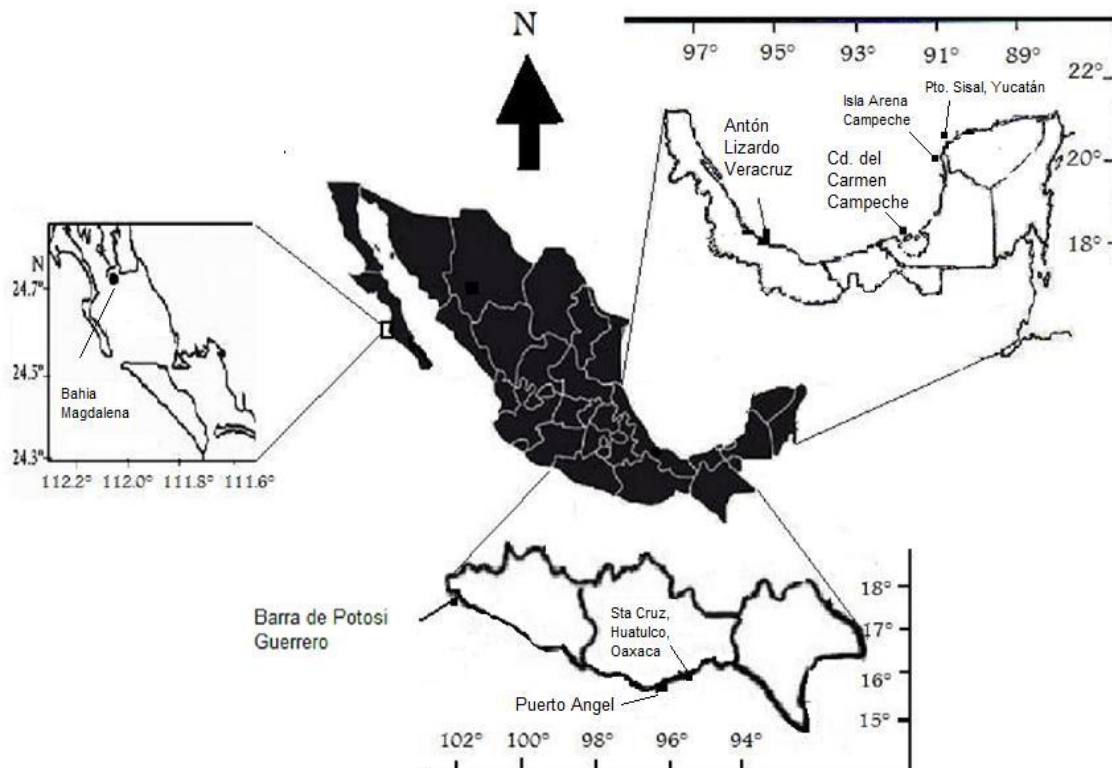 N
97° 95° 93° 91° 89°
22°
20°
18°
Pto. Sisal, Yucatán
Isla Arena
Campeche
Antón
Lizardo
Veracruz
Cd. del
Carmen
Campeche
N
24.7°
24.5°
24.3°
Bahia
Magdalena
112.2° 112.0° 111.8° 111.6°
Barra de Potosi
Guerrero
Sta Cruz,
Huatulco,
Oaxaca
Puerto Angel
18°
17°
16°
15°
102° 100° 98° 96° 94°